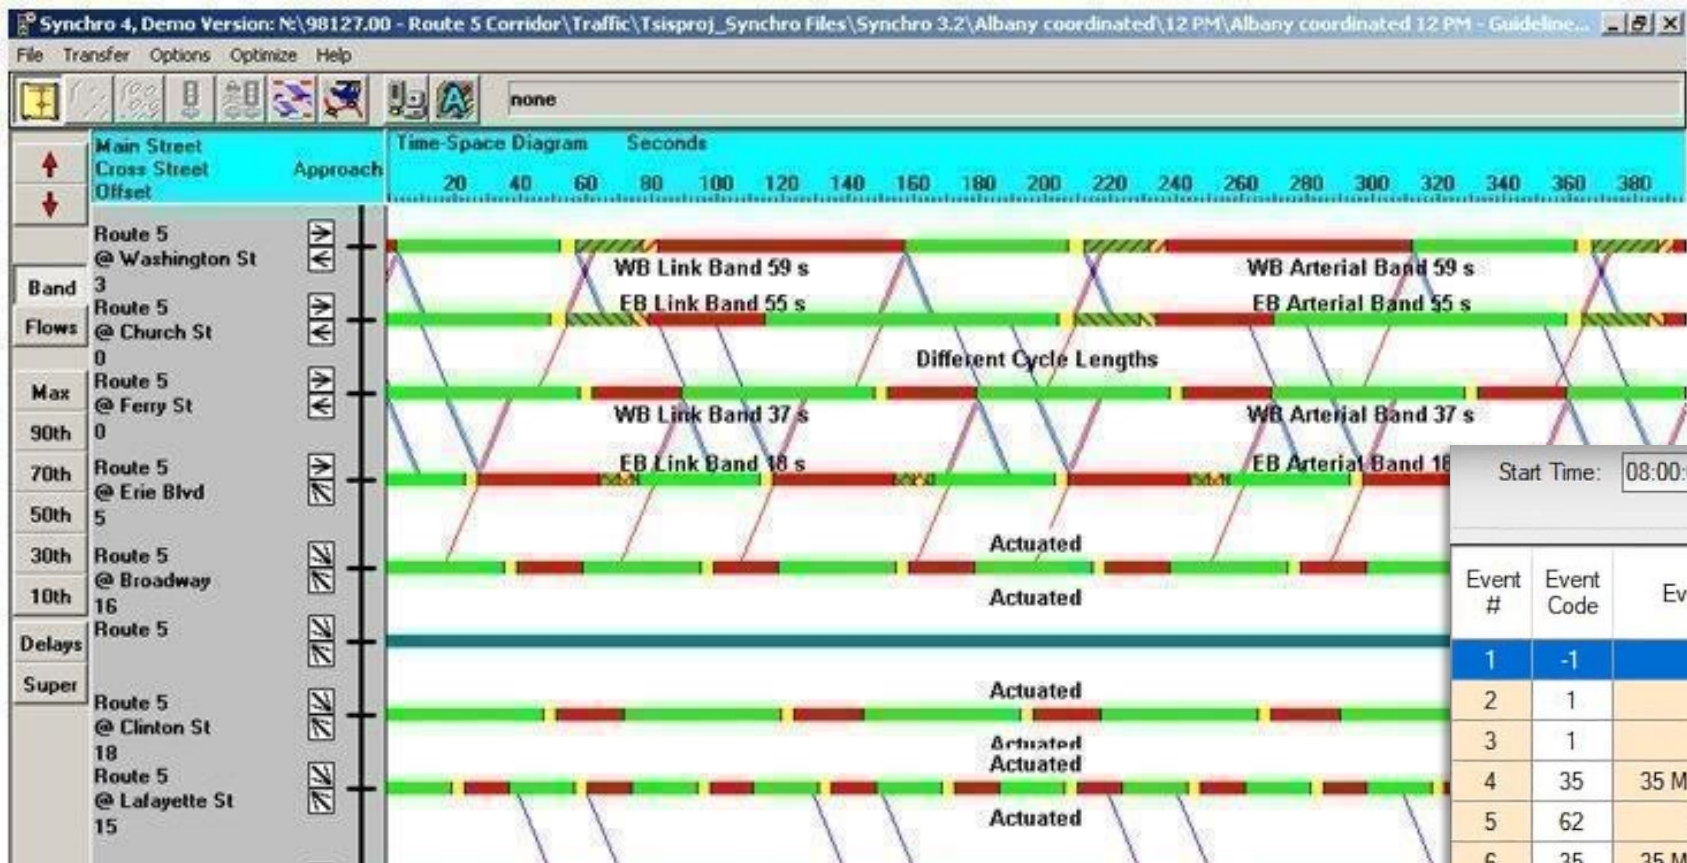 Synchro 4, Demo Version: N:\98127.00 - Route 5 Corridor\Traffic\Tsisproj_Synchro Files\Synchro 3.2\Albany coordinated\12 PM\Albany coordinated 12 PM - Guideline...
File Transfer Options Optimize Help
none
Main Street
Cross Street Approach
Offset
Time-Space Diagram Seconds
20 40 60 80 100 120 140 160 180 200 220 240 260 280 300 320 340 360 380
Route 5
@ Washington St
3
WB Link Band 59 s WB Arterial Band 59 s
Band
Flows
EB Link Band 55 s EB Arterial Band 55 s
Route 5
@ Church St
0
Different Cycle Lengths
Max
Route 5
@ Ferry St
0
WB Link Band 37 s WB Arterial Band 37 s
90th
70th
EB Link Band 18 s EB Arterial Band 18
Route 5
@ Erie Blvd
5
50th
Actuated
30th
Route 5
@ Broadway
16
Actuated
10th
Route 5
Delays
Super
Actuated
Route 5
@ Clinton St
18
Actuated
Actuated
Route 5
@ Lafayette St
15
Actuated
Start Time: 08:00:
Event # Event Code Ev
1 -1
2 1
3 1
4 35 35 M
5 62
6 35 35 M